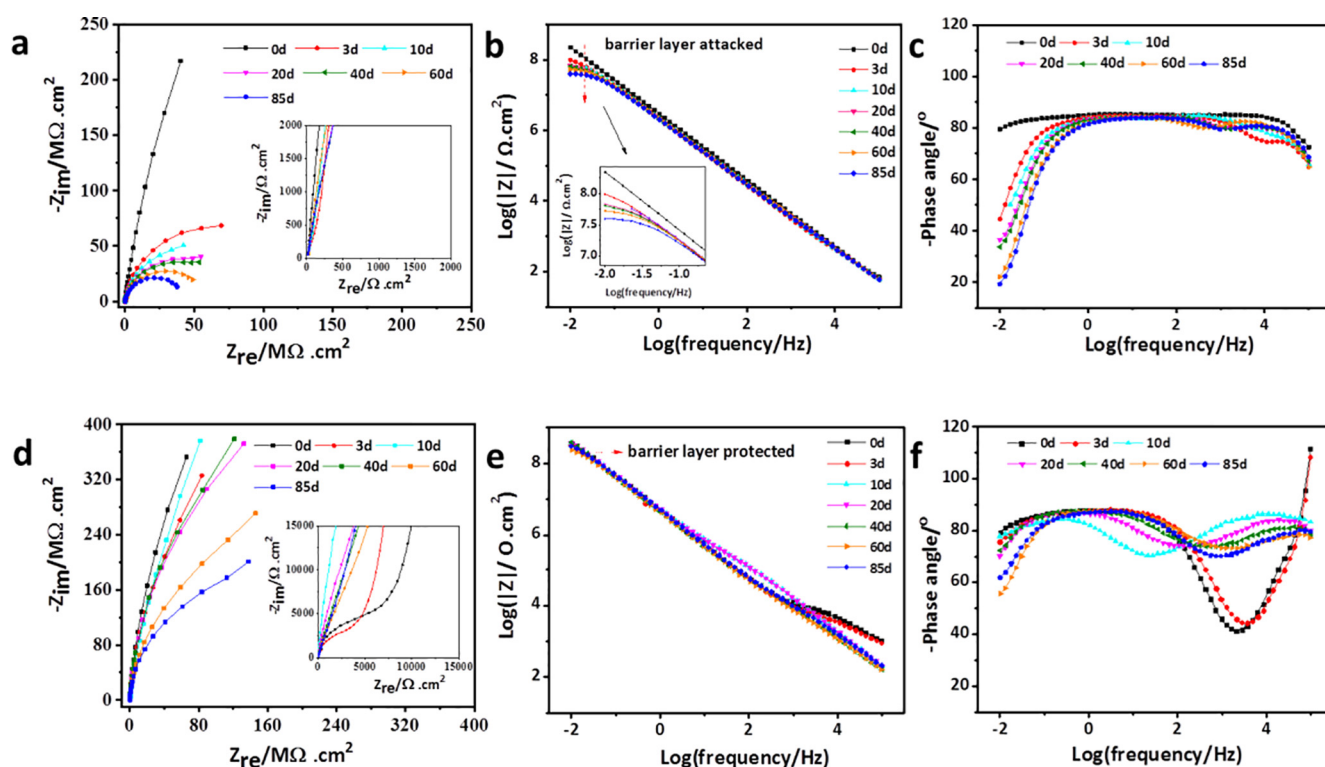 a
-Zim/MΩ .cm²
250
200
150
100
50
0
0d 3d 10d
20d 40d 60d
85d
-Zim/Ω .cm²
2000
1500
1000
500
0
0 500 1000 1500 2000
Zre/Ω .cm²
0 50 100 150 200 250
Zre/MΩ .cm²
b
Log(|Z|/ Ω.cm²)
8
6
4
2
barrier layer attacked
0d
3d
10d
20d
40d
60d
85d
Log(|Z|/ Ω.cm²)
8.0
7.5
7.0
-2.0 -1.5 -1.0
Log(frequency/Hz)
-2 0 2 4
Log(frequency/Hz)
c
-Phase angle/°
120
100
80
60
40
20
0d 3d 10d
20d 40d 60d 85d
-2 0 2 4
Log(frequency/Hz)
d
-Zim/MΩ .cm²
400
320
240
160
80
0
0d 3d 10d
20d 40d 60d
85d
-Zim/Ω .cm²
15000
10000
5000
0
0 5000 10000 15000
Zre/Ω .cm²
0 80 160 240 320 400
Zre/MΩ .cm²
e
Log(|Z|/ O.cm²)
8
6
4
2
barrier layer protected
0d
3d
10d
20d
40d
60d
85d
-2 0 2 4
Log(frequency/Hz)
f
-Phase angle/°
120
100
80
60
40
20
0d 3d 10d
20d 40d 60d 85d
-2 0 2 4
Log(frequency/Hz)